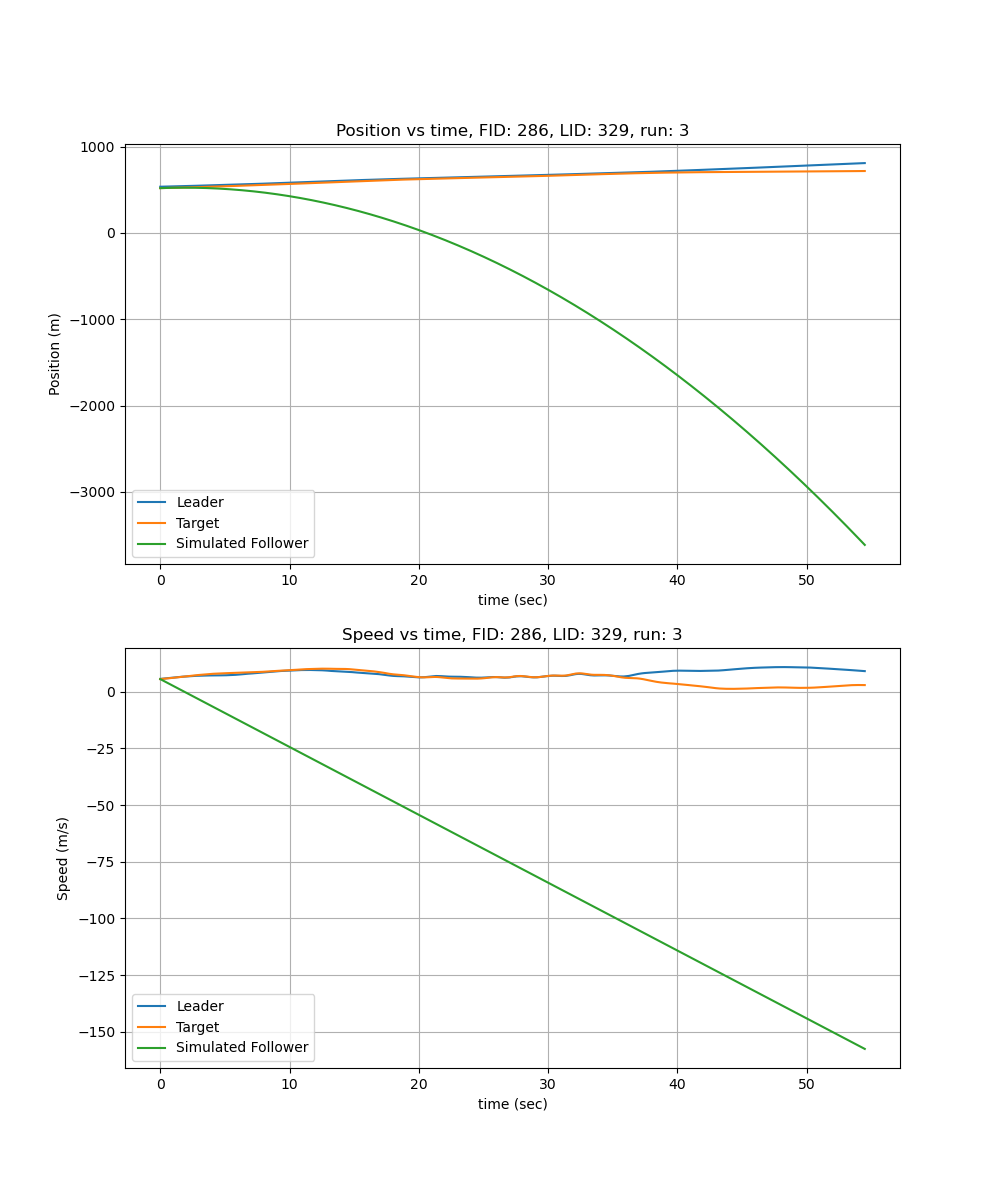 Position vs time, FID: 286, LID: 329, run: 3
1000
0
−1000
−2000
−3000
Position (m)
Leader
Target
Simulated Follower
0 10 20 30 40 50
time (sec)
Speed vs time, FID: 286, LID: 329, run: 3
0
−25
−50
−75
−100
−125
−150
Speed (m/s)
Leader
Target
Simulated Follower
0 10 20 30 40 50
time (sec)